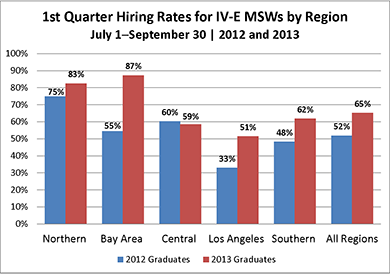 1st Quarter Hiring Rates for IV-E MSWs by Region
July 1–September 30 | 2012 and 2013
100%
90%
80%
70%
60%
50%
40%
30%
20%
10%
0%
75% 83% 55% 87% 60% 59% 33% 51% 48% 62% 52% 65%
Northern Bay Area Central Los Angeles Southern All Regions
2012 Graduates 2013 Graduates